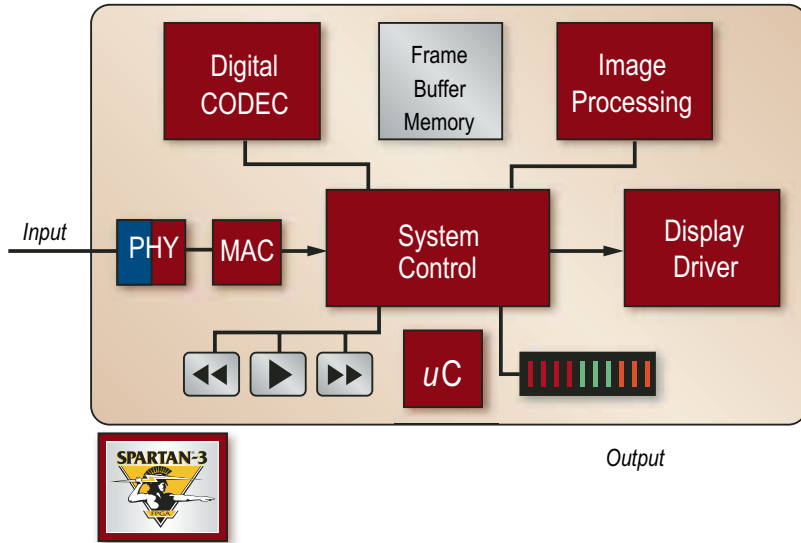 Digital
CODEC
Frame
Buffer
Memory
Image
Processing
Input
PHY
MAC
System
Control
Display
Driver
uC
SPARTAN®-3
FPGA
Output